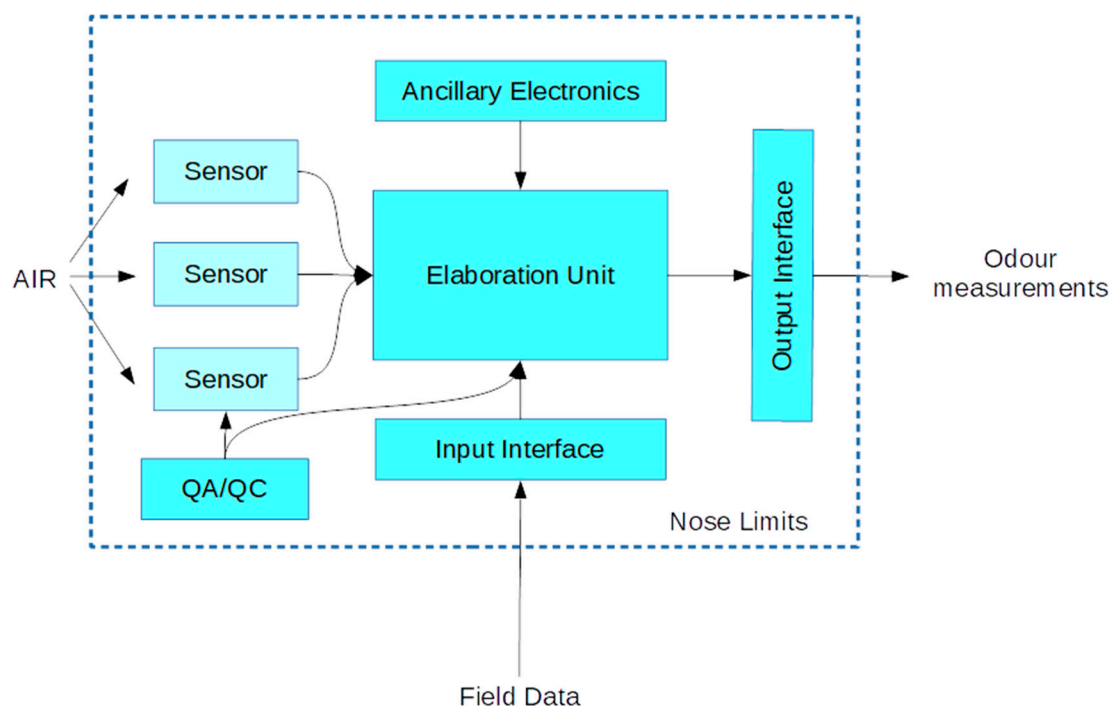 Ancillary Electronics
Sensor
Sensor
Sensor
AIR
Elaboration Unit
Output Interface
Odour
measurements
Input Interface
QA/QC
Nose Limits
Field Data